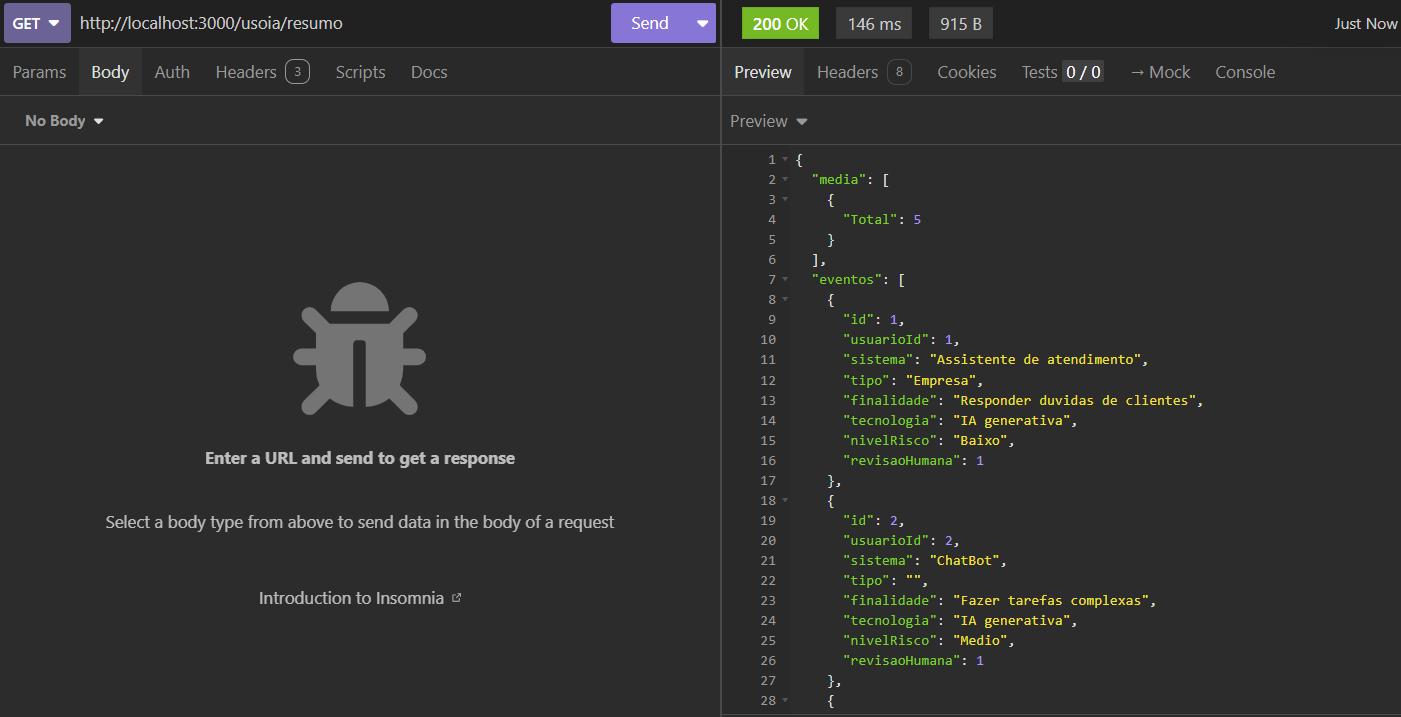 GET http://localhost:3000/usoia/resumo Send
Params Body Auth Headers 3 Scripts Docs
No Body
Enter a URL and send to get a response
Select a body type from above to send data in the body of a request
Introduction to Insomnia
200 OK 146 ms 915 B Just Now
Preview Headers 8 Cookies Tests 0 / 0 → Mock Console
Preview
1 {
2 "media": [
3 {
4 "Total": 5
5 }
6 ],
7 "eventos": [
8 {
9 "id": 1,
10 "usuarioId": 1,
11 "sistema": "Assistente de atendimento",
12 "tipo": "Empresa",
13 "finalidade": "Responder duvidas de clientes",
14 "tecnologia": "IA generativa",
15 "nivelRisco": "Baixo",
16 "revisaoHumana": 1
17 },
18 {
19 "id": 2,
20 "usuarioId": 2,
21 "sistema": "ChatBot",
22 "tipo": "",
23 "finalidade": "Fazer tarefas complexas",
24 "tecnologia": "IA generativa",
25 "nivelRisco": "Medio",
26 "revisaoHumana": 1
27 },
28 {